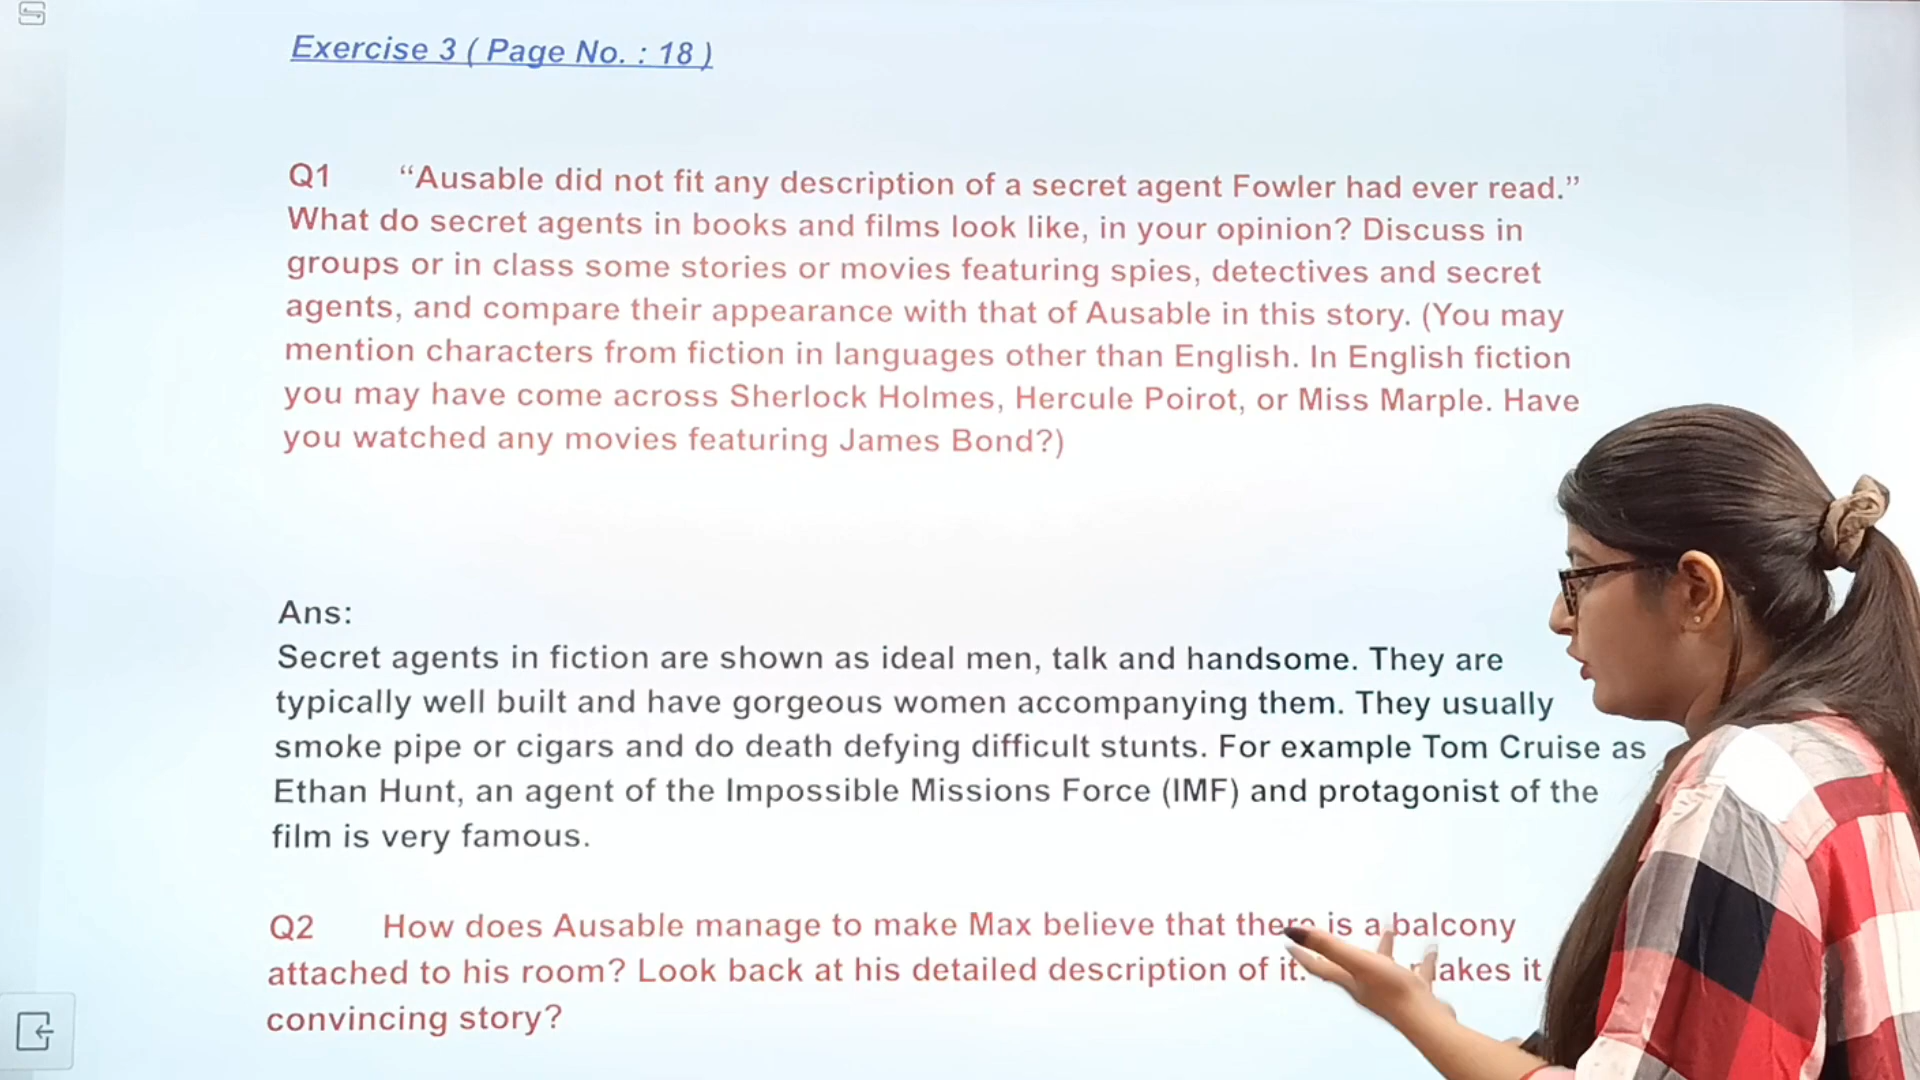 Exercise 3 ( Page No. : 18 )
Q1 “Ausable did not fit any description of a secret agent Fowler had ever read.”
What do secret agents in books and films look like, in your opinion? Discuss in
groups or in class some stories or movies featuring spies, detectives and secret
agents, and compare their appearance with that of Ausable in this story. (You may
mention characters from fiction in languages other than English. In English fiction
you may have come across Sherlock Holmes, Hercule Poirot, or Miss Marple. Have
you watched any movies featuring James Bond?)
Ans:
Secret agents in fiction are shown as ideal men, talk and handsome. They are
typically well built and have gorgeous women accompanying them. They usually
smoke pipe or cigars and do death defying difficult stunts. For example Tom Cruise as
Ethan Hunt, an agent of the Impossible Missions Force (IMF) and protagonist of the
film is very famous.
Q2 How does Ausable manage to make Max believe that there is a balcony
attached to his room? Look back at his detailed description of it. it
convincing story?